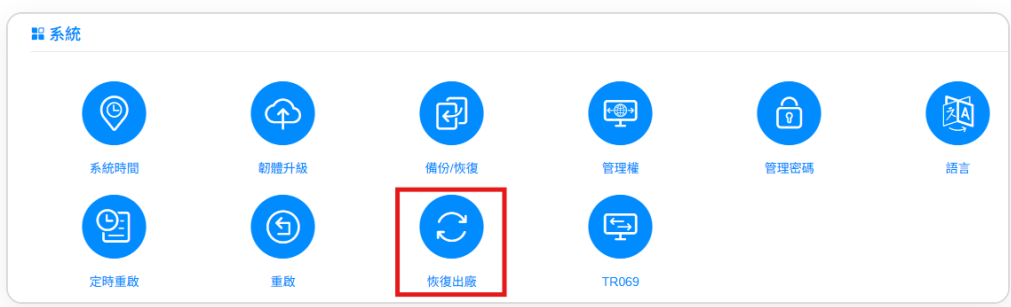 系統
系統時間
韌體升級
備份/恢復
管理權
管理密碼
語言
定時重啟
重啟
恢復出廠
TR069